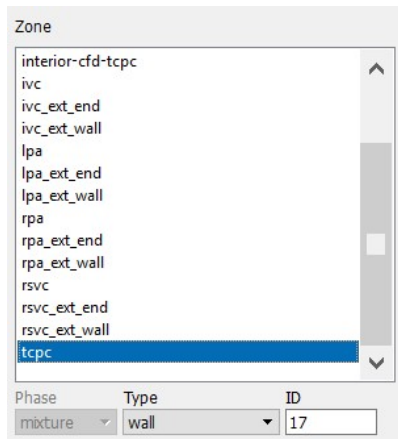 Zone
interior-cfd-tcpc
ivc
ivc_ext_end
ivc_ext_wall
lpa
lpa_ext_end
lpa_ext_wall
rpa
rpa_ext_end
rpa_ext_wall
rsvc
rsvc_ext_end
rsvc_ext_wall
tcpc
Phase Type ID
mixture wall 17